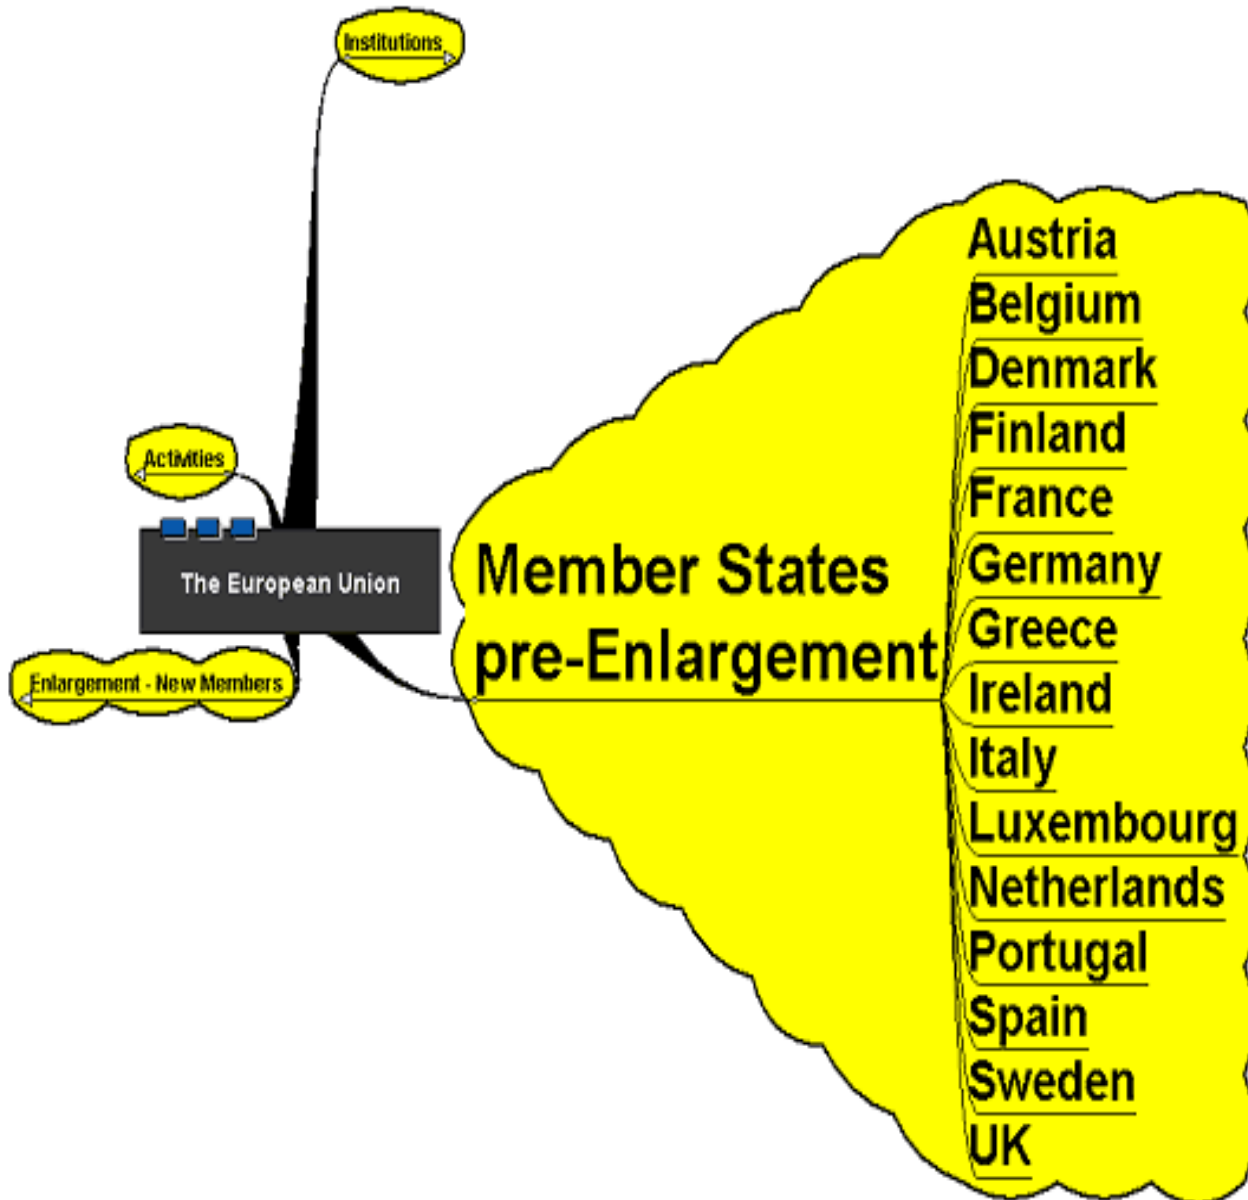 Institutions
Activities
The European Union
Enlargement - New Members
Member States
pre-Enlargement
Austria
Belgium
Denmark
Finland
France
Germany
Greece
Ireland
Italy
Luxembourg
Netherlands
Portugal
Spain
Sweden
UK